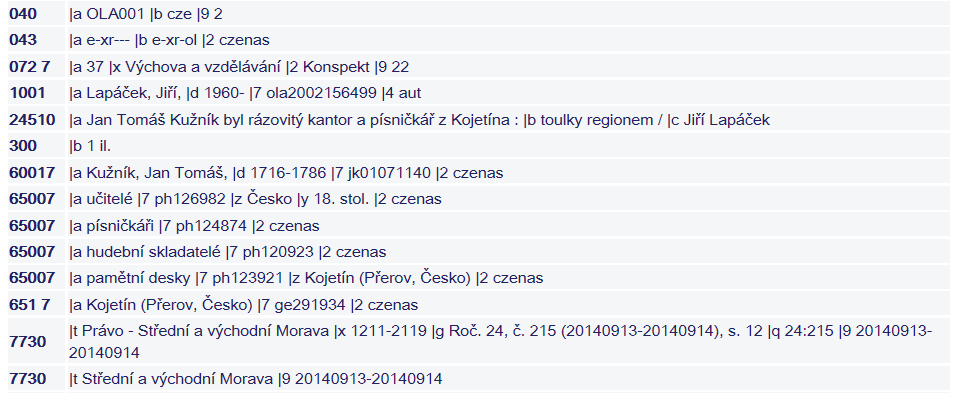 040 |a OLA001 |b cze |9 2
043 |a e-xr--- |b e-xr-ol |2 czenas
072 7 |a 37 |x Výchova a vzdělávání |2 Konspekt |9 22
1001 |a Lapáček, Jiří, |d 1960- |7 ola2002156499 |4 aut
24510 |a Jan Tomáš Kužník byl rázovitý kantor a písničkář z Kojetína : |b toulky regionem / |c Jiří Lapáček
300 |b 1 il.
60017 |a Kužník, Jan Tomáš, |d 1716-1786 |7 jk01071140 |2 czenas
65007 |a učitelé |7 ph126982 |z Česko |y 18. stol. |2 czenas
65007 |a písničkáři |7 ph124874 |2 czenas
65007 |a hudební skladatelé |7 ph120923 |2 czenas
65007 |a pamětní desky |7 ph123921 |z Kojetín (Přerov, Česko) |2 czenas
651 7 |a Kojetín (Přerov, Česko) |7 ge291934 |2 czenas
7730 |t Právo - Střední a východní Morava |x 1211-2119 |g Roč. 24, č. 215 (20140913-20140914), s. 12 |q 24:215 |9 20140913-
20140914
7730 |t Střední a východní Morava |9 20140913-20140914